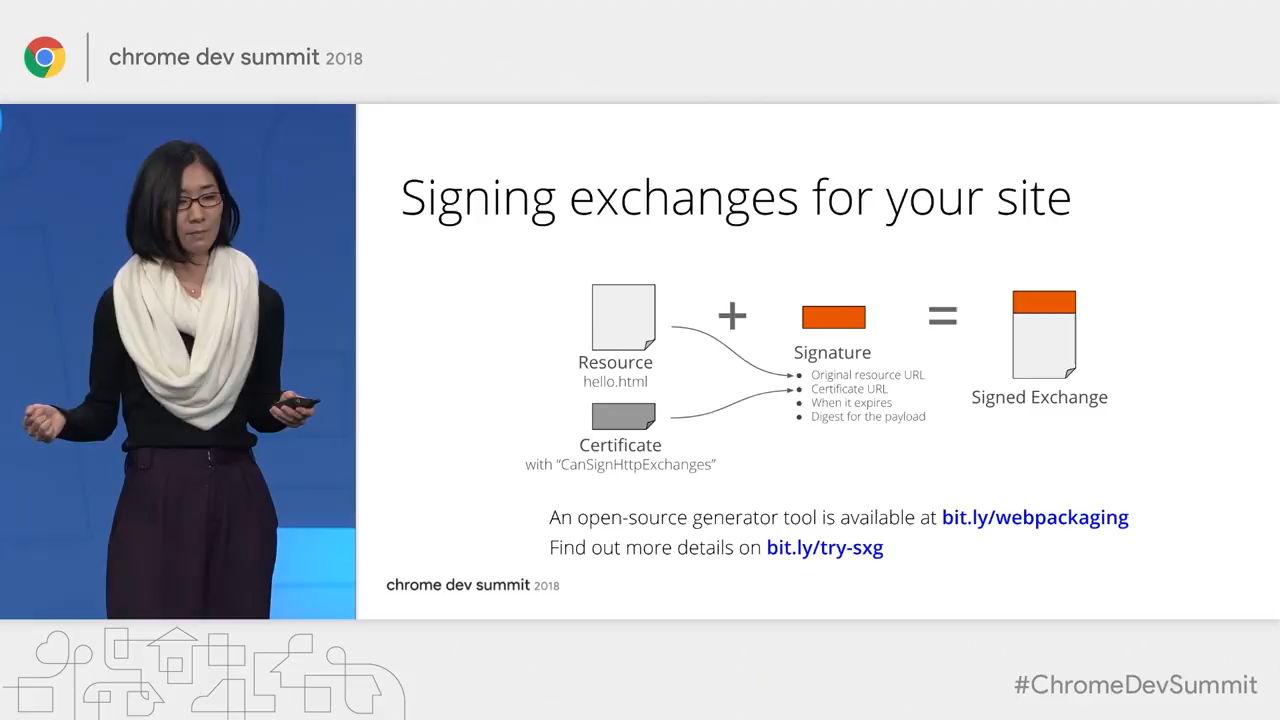 chrome dev summit 2018
Signing exchanges for your site
+
=
Resource
hello.html
Signature
Original resource URL
Certificate URL
When it expires
Digest for the payload
Signed Exchange
Certificate
with “CanSignHttpExchanges”
An open-source generator tool is available at bit.ly/webpackaging
Find out more details on bit.ly/try-sxg
chrome dev summit 2018
#ChromeDevSummit